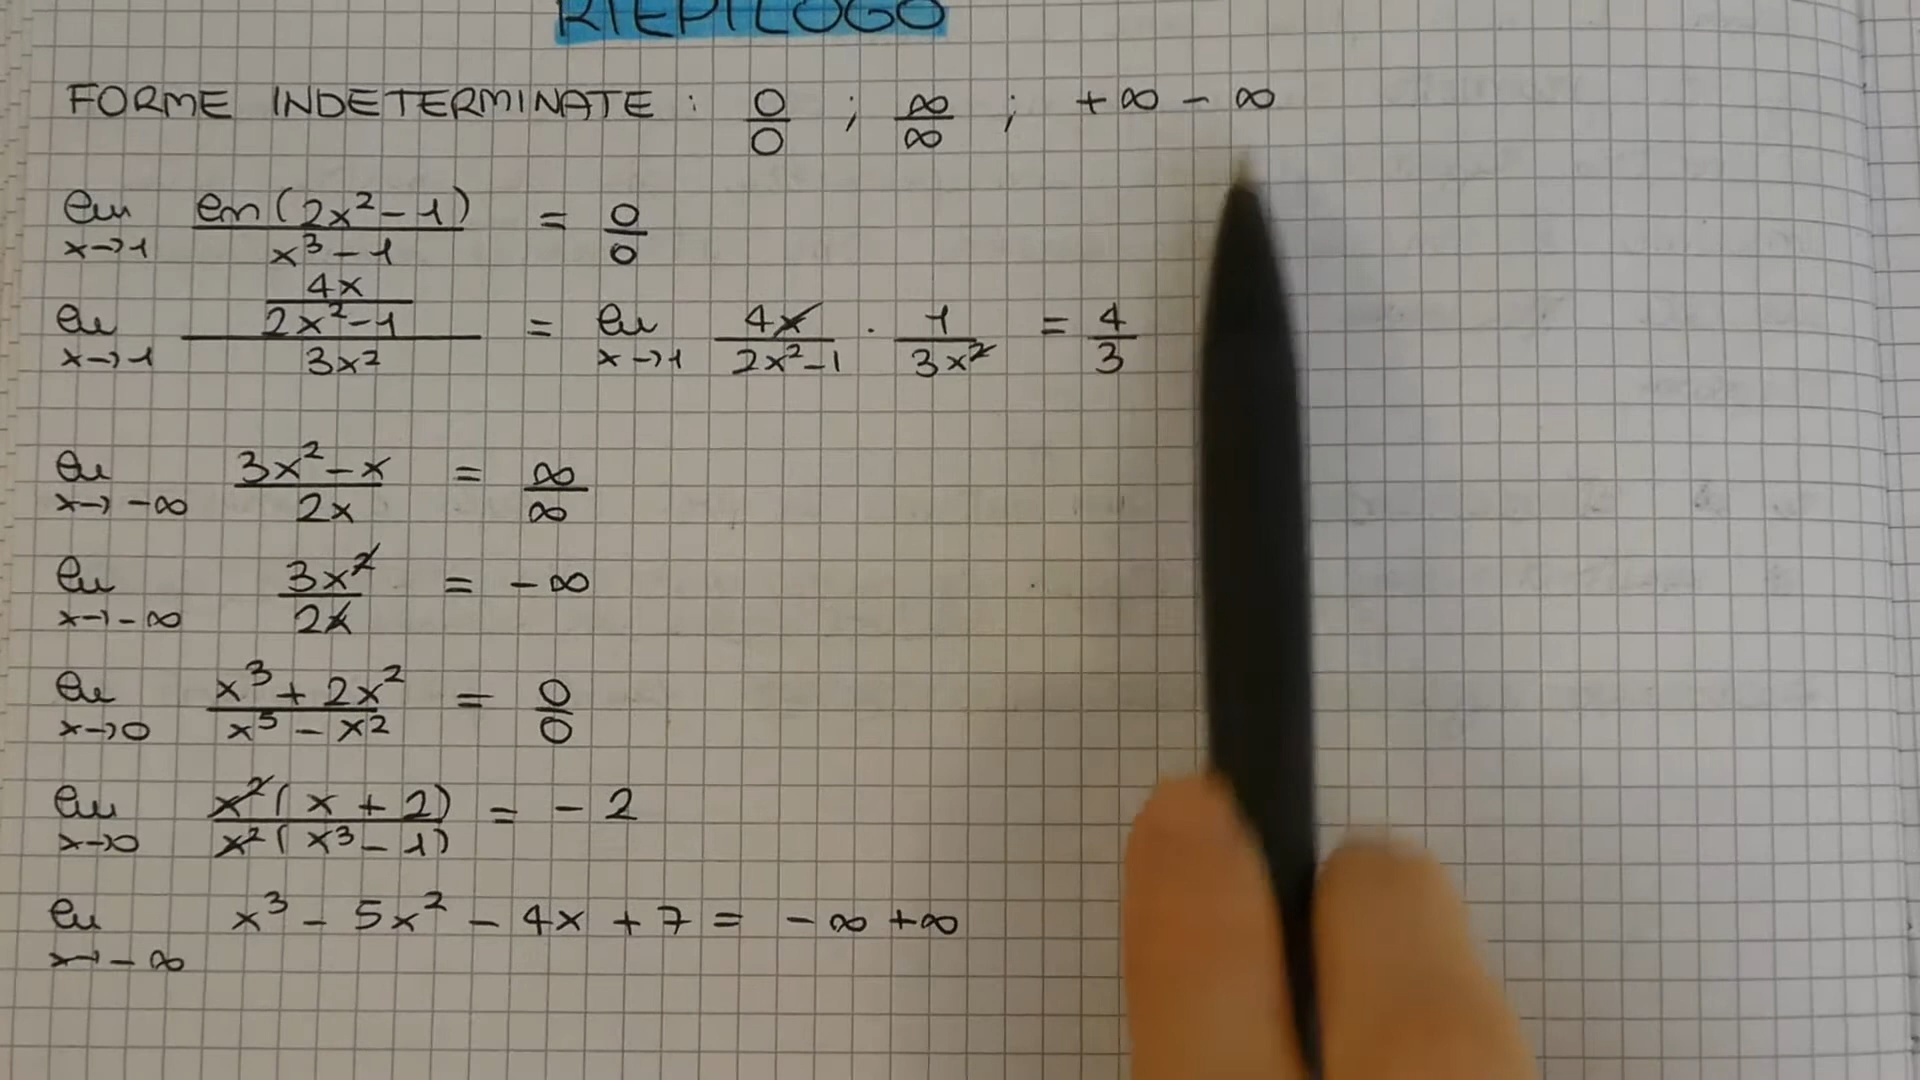 RIEPILOGO
FORME INDETERMINATE : 0/0 ; ∞/∞ ; +∞ - ∞
lim x→1 ln(2x²-1)/(x³-1) = 0/0
lim x→1 (4x/(2x²-1))/(3x²) = lim x→1 4x/(2x²-1) · 1/(3x²) = 4/3
lim x→-∞ (3x²-x)/(2x) = ∞/∞
lim x→-∞ 3x²/(2x) = -∞
lim x→0 (x³+2x²)/(x⁵-x²) = 0/0
lim x→0 x²(x+2)/(x²(x³-1)) = -2
lim x→-∞ x³ - 5x² - 4x + 7 = -∞ +∞